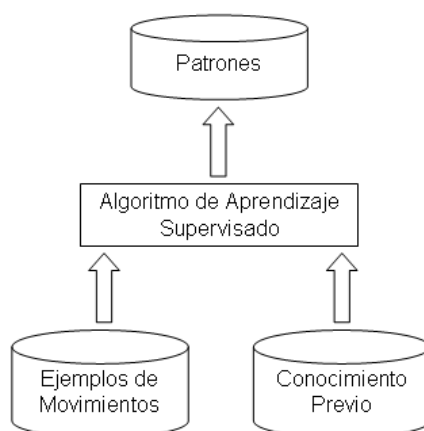 Patrones
Algoritmo de Aprendizaje
Supervisado
Ejemplos de
Movimientos
Conocimiento
Previo